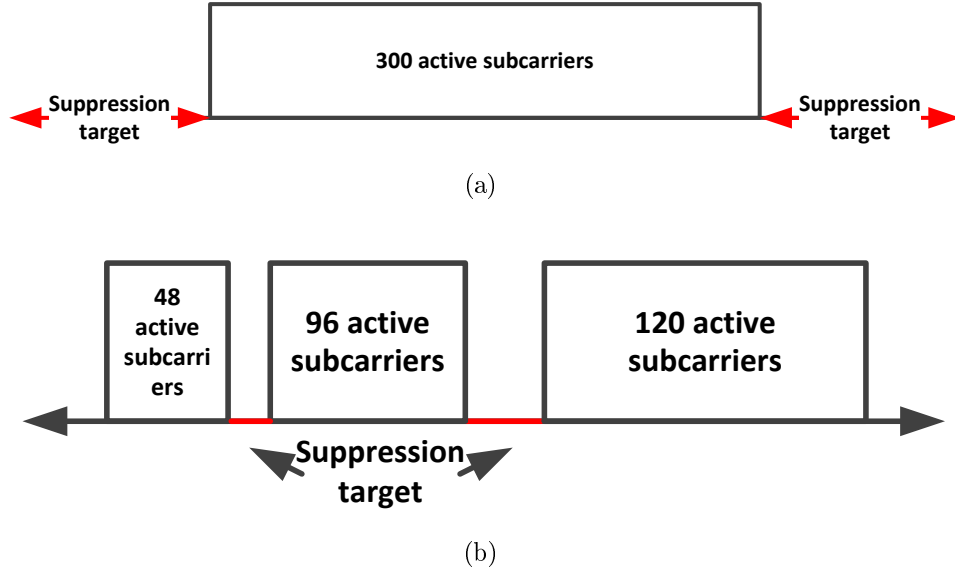 300 active subcarriers
Suppression
target
Suppression
target
(a)
48
active
subcarri
ers
96 active
subcarriers
120 active
subcarriers
Suppression
target
(b)